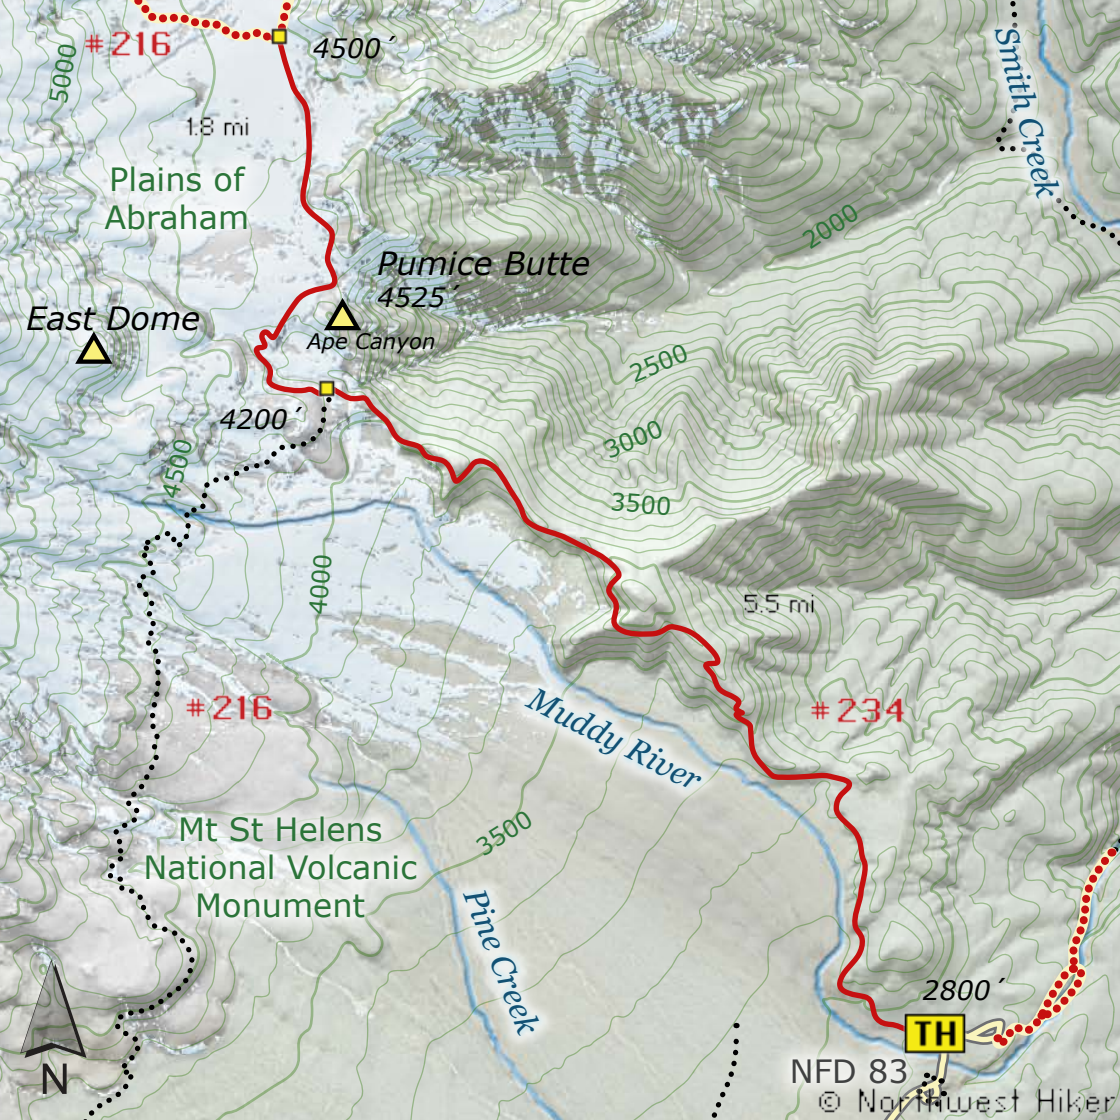 #216
4500´
5000
Smith Creek
1.8 mi
Plains of
Abraham
2000
Pumice Butte
4525´
East Dome
Ape Canyon
2500
4200´
3000
4500
3500
4000
5.5 mi
#216
#234
Muddy River
Mt St Helens
National Volcanic
Monument
3500
Pine Creek
2800´
TH
N
NFD 83
© Northwest Hiker